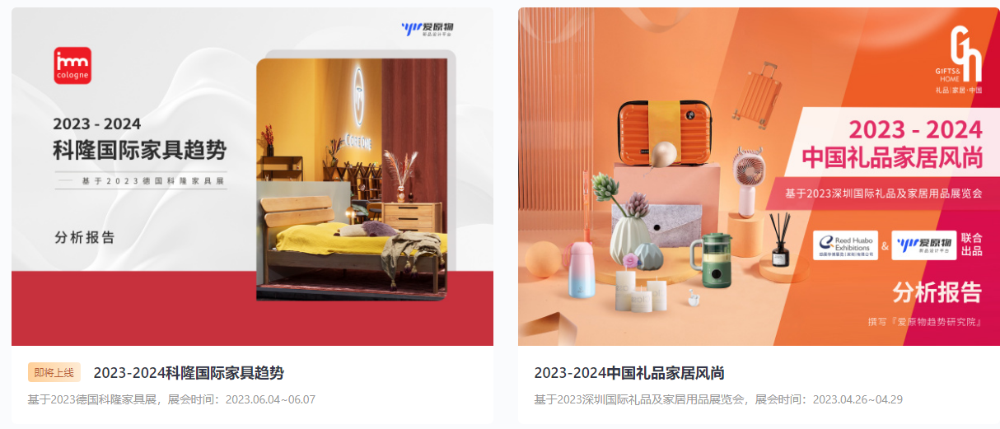 爱原物
新品设计平台
imm
cologne
2023 - 2024
科隆国际家具趋势
基于2023德国科隆家具展
分析报告
COREONE
即将上线
2023-2024科隆国际家具趋势
基于2023德国科隆家具展，展会时间：2023.06.04~06.07
Gh
GIFTS&
HOME
礼品|家居·中国
2023 - 2024
中国礼品家居风尚
基于2023深圳国际礼品及家居用品展览会
Reed Huabo
Exhibitions
励展华博展览(深圳)有限公司
&
爱原物
新品设计平台
联合
出品
分析报告
撰写『爱原物趋势研究院』
2023-2024中国礼品家居风尚
基于2023深圳国际礼品及家居用品展览会，展会时间：2023.04.26~04.29